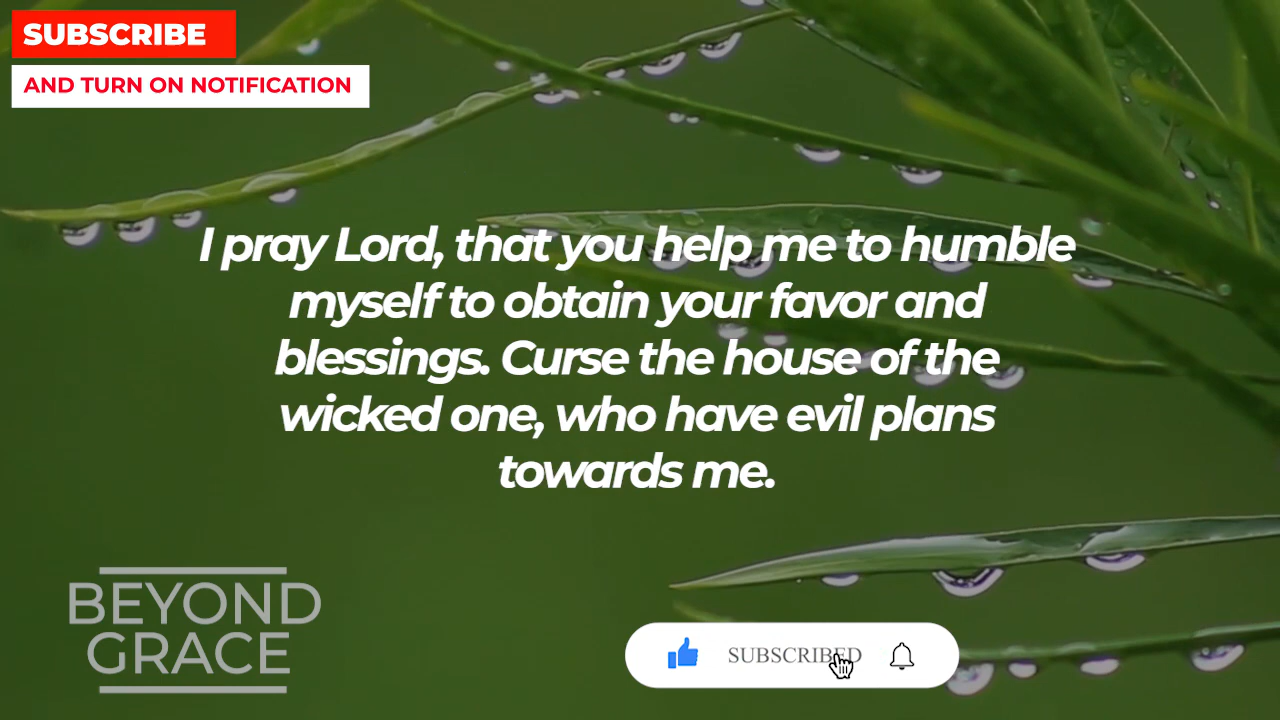 SUBSCRIBE
AND TURN ON NOTIFICATION
I pray Lord, that you help me to humble
myself to obtain your favor and
blessings. Curse the house of the
wicked one, who have evil plans
towards me.
BEYOND
GRACE
SUBSCRIBED